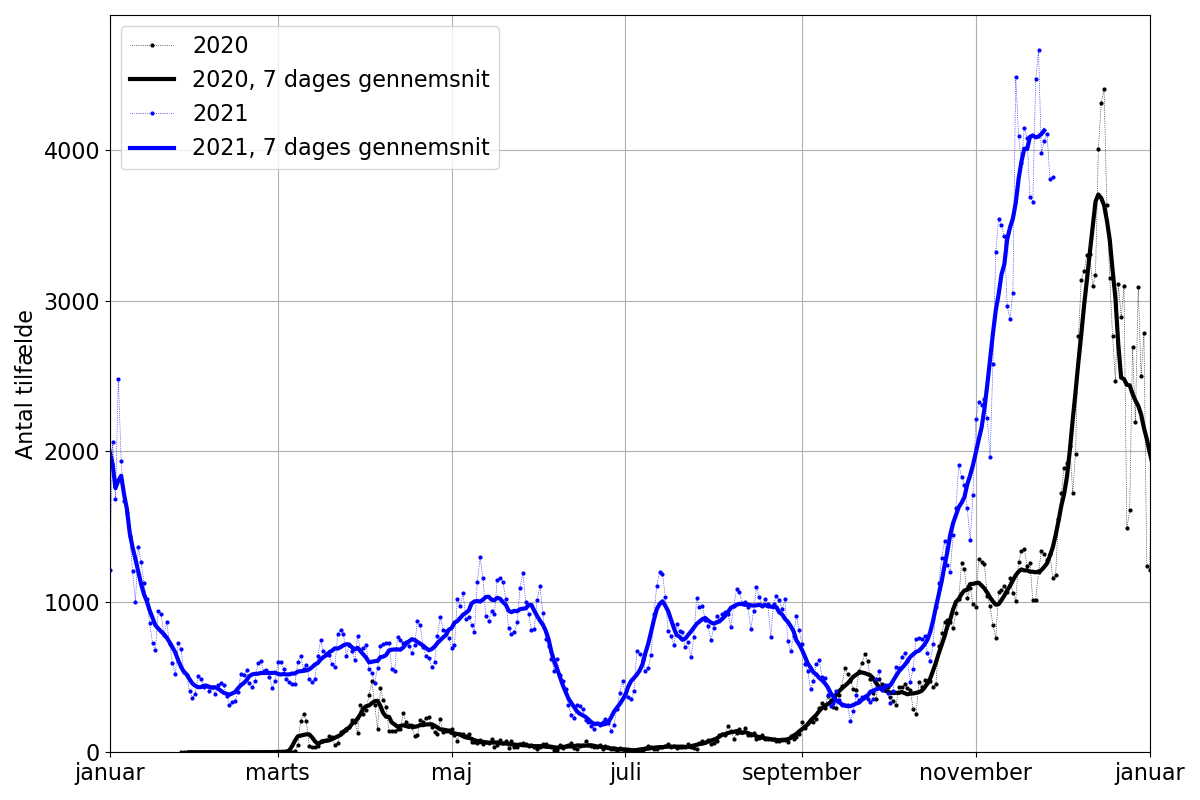 2020
2020, 7 dages gennemsnit
2021
2021, 7 dages gennemsnit
Antal tilfælde
4000
3000
2000
1000
0
januar marts maj juli september november januar